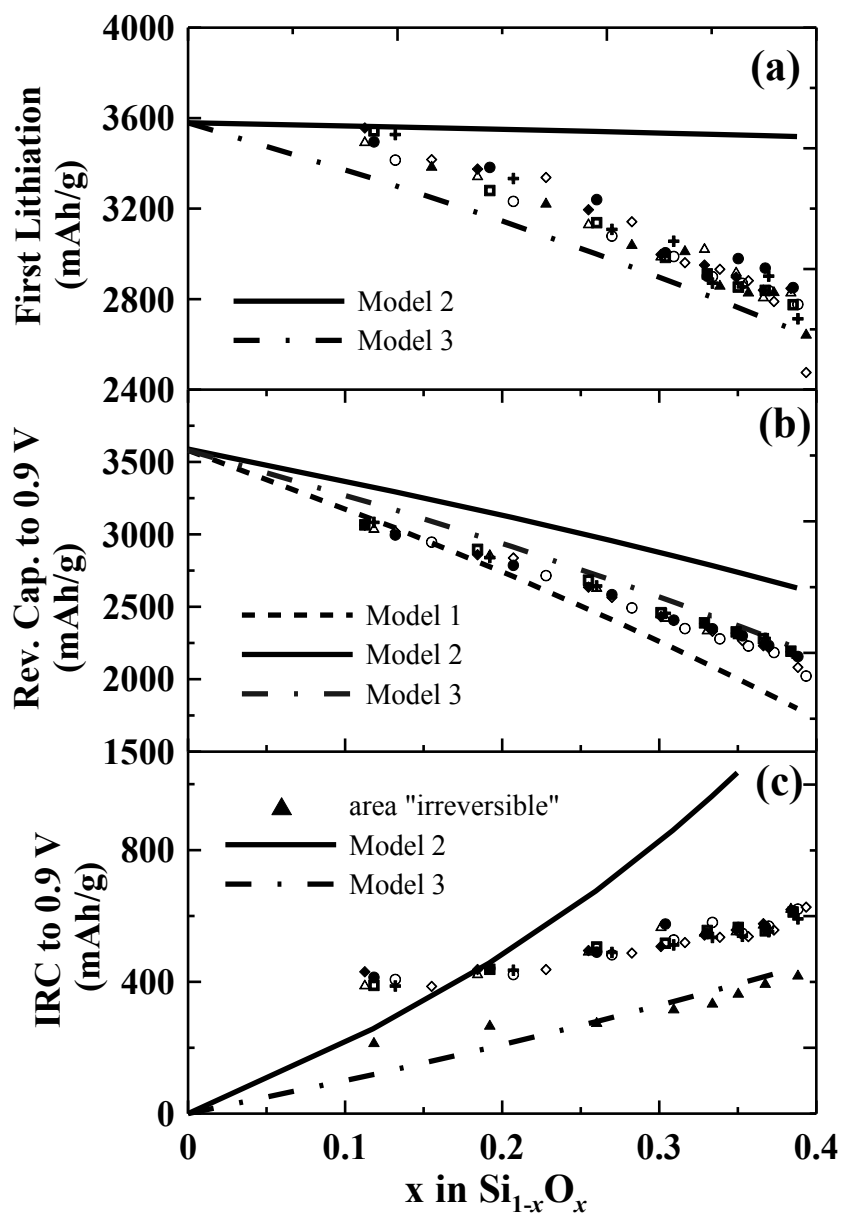 4000
3600
3200
2800
2400
First Lithiation
(mAh/g)
(a)
Model 2
Model 3
3500
3000
2500
2000
1500
Rev. Cap. to 0.9 V
(mAh/g)
(b)
Model 1
Model 2
Model 3
800
400
0
IRC to 0.9 V
(mAh/g)
(c)
area "irreversible"
Model 2
Model 3
0 0.1 0.2 0.3 0.4
x in Si1-xOx